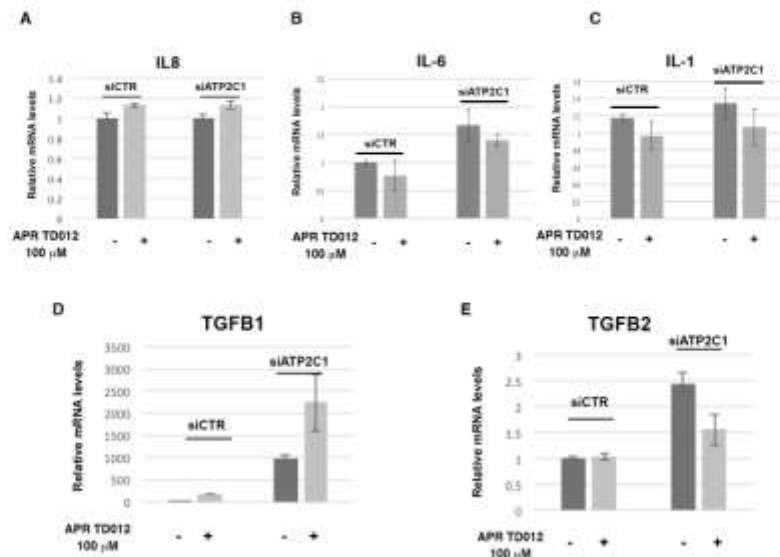 A
IL8
siCTR
siATP2C1
Relative mRNA levels
1.4
1.2
1
0.8
0.6
0.4
0.2
0
APR TD012
100 µM
- + - +
B
IL-6
siCTR
siATP2C1
Relative mRNA levels
1
0
APR TD012
100 µM
- + - +
C
IL-1
siCTR
siATP2C1
Relative mRNA levels
APR TD012
100 µM
- + - +
D
TGFB1
siCTR
siATP2C1
Relative mRNA levels
3500
3000
2500
2000
1500
1000
500
0
APR TD012
100 µM
- + - +
E
TGFB2
siCTR
siATP2C1
Relative mRNA levels
3
2.5
2
1.5
1
0.5
0
APR TD012
100 µM
- + - +